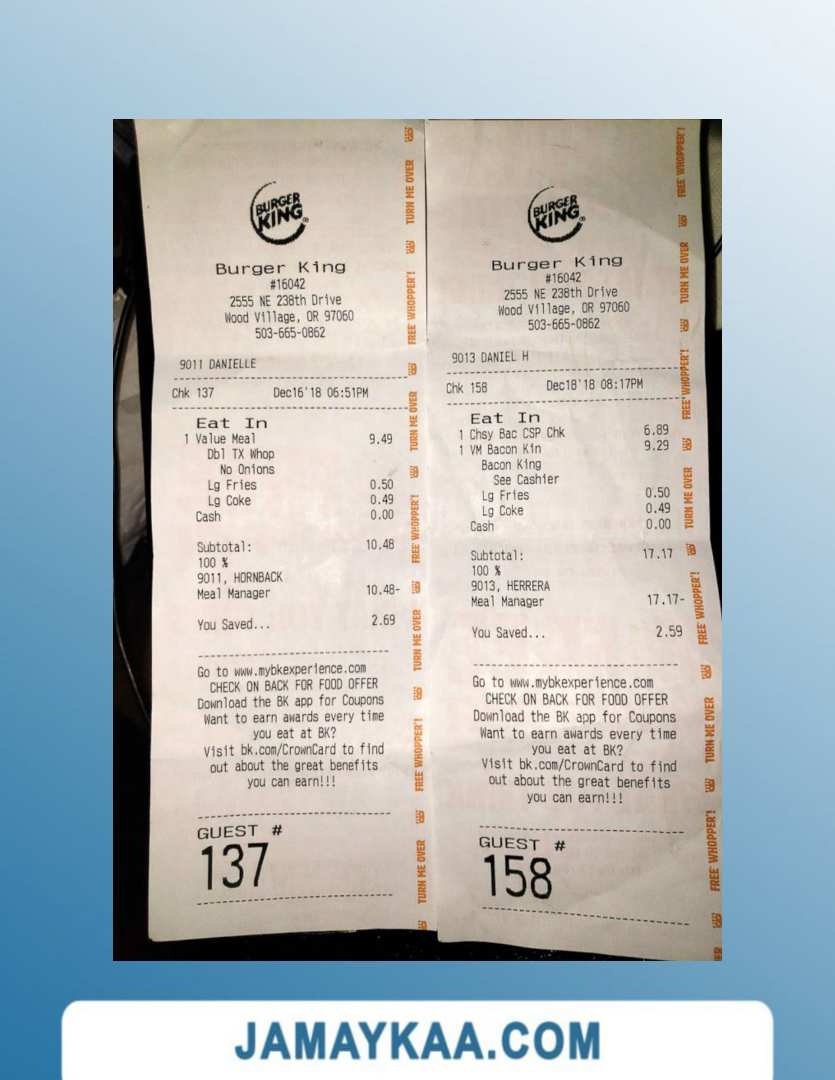 BURGER
KING
Burger King
#16042
2555 NE 238th Drive
Wood Village, OR 97060
503-665-0862
9011 DANIELLE
Chk 137 Dec16'18 06:51PM
Eat In
1 Value Meal 9.49
Dbl TX Whop
No Onions
Lg Fries 0.50
Lg Coke 0.49
Cash 0.00
Subtotal: 10.48
100 %
9011, HORNBACK
Meal Manager 10.48-
You Saved... 2.69
Go to www.mybkexperience.com
CHECK ON BACK FOR FOOD OFFER
Download the BK app for Coupons
Want to earn awards every time
you eat at BK?
Visit bk.com/CrownCard to find
out about the great benefits
you can earn!!!
GUEST #
137
TURN ME OVER
FREE WHOPPER!
TURN ME OVER
FREE WHOPPER!
TURN ME OVER
FREE WHOPPER!
TURN ME OVER
BURGER
KING
Burger King
#16042
2555 NE 238th Drive
Wood Village, OR 97060
503-665-0862
9013 DANIEL H
Chk 158 Dec18'18 08:17PM
Eat In
1 Chsy Bac CSP Chk 6.89
1 VM Bacon Kin 9.29
Bacon King
See Cashier
Lg Fries 0.50
Lg Coke 0.49
Cash 0.00
Subtotal: 17.17
100 %
9013, HERRERA
Meal Manager 17.17-
You Saved... 2.59
Go to www.mybkexperience.com
CHECK ON BACK FOR FOOD OFFER
Download the BK app for Coupons
Want to earn awards every time
you eat at BK?
Visit bk.com/CrownCard to find
out about the great benefits
you can earn!!!
GUEST #
158
FREE WHOPPER!
TURN ME OVER
FREE WHOPPER!
TURN ME OVER
FREE WHOPPER!
TURN ME OVER
FREE WHOPPER!
JAMAYKAA.COM